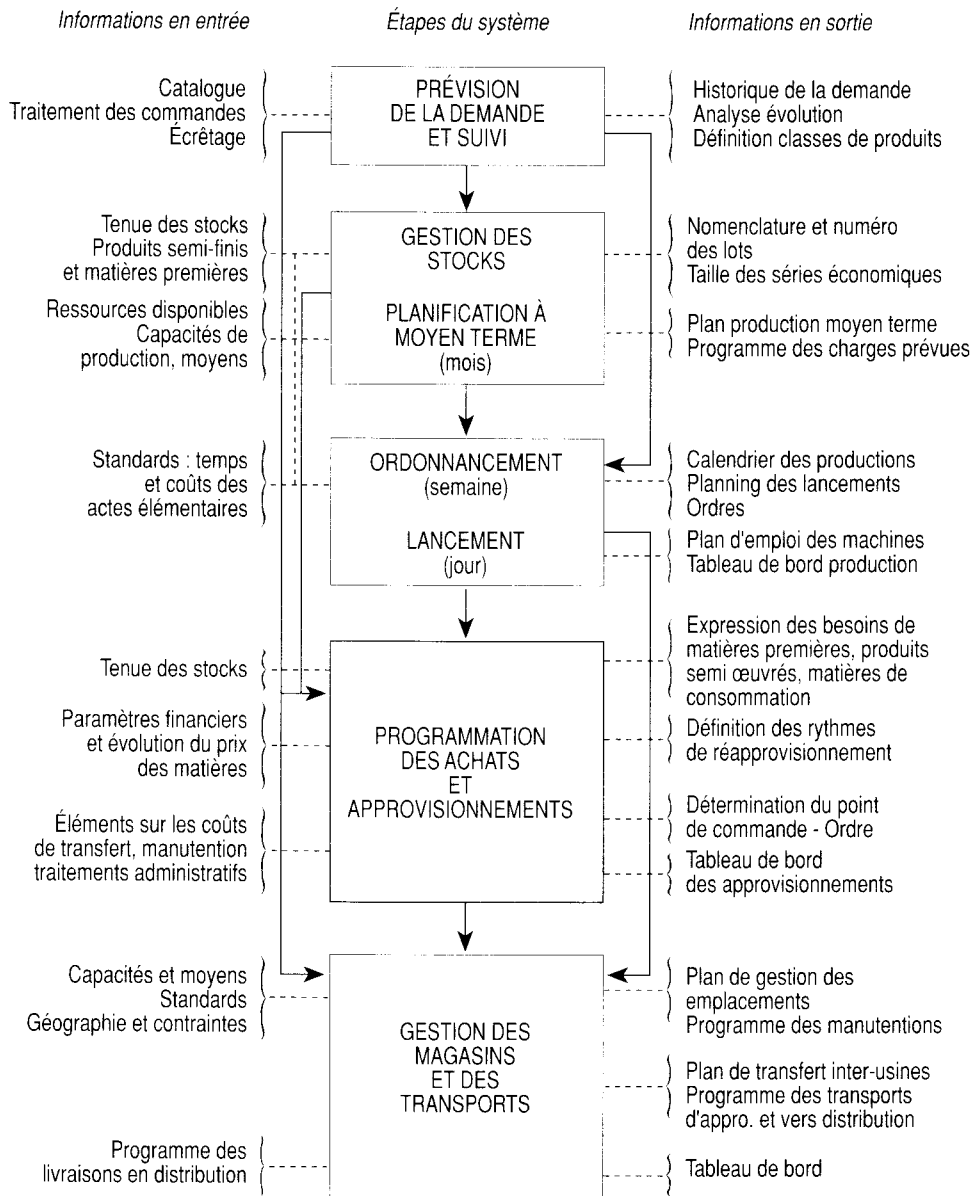 Informations en entrée
Étapes du système
Informations en sortie
Catalogue
Traitement des commandes
Écrêtage
PRÉVISION
DE LA DEMANDE
ET SUIVI
Historique de la demande
Analyse évolution
Définition classes de produits
Tenue des stocks
Produits semi-finis
et matières premières
GESTION DES
STOCKS
Nomenclature et numéro
des lots
Taille des séries économiques
Ressources disponibles
Capacités de
production, moyens
PLANIFICATION À
MOYEN TERME
(mois)
Plan production moyen terme
Programme des charges prévues
Standards : temps
et coûts des
actes élémentaires
ORDONNANCEMENT
(semaine)
Calendrier des productions
Planning des lancements
Ordres
LANCEMENT
(jour)
Plan d'emploi des machines
Tableau de bord production
Tenue des stocks
Expression des besoins de
matières premières, produits
semi œuvrés, matières de
consommation
Paramètres financiers
et évolution du prix
des matières
PROGRAMMATION
DES ACHATS
ET
APPROVISIONNEMENTS
Définition des rythmes
de réapprovisionnement
Éléments sur les coûts
de transfert, manutention
traitements administratifs
Détermination du point
de commande - Ordre
Tableau de bord
des approvisionnements
Capacités et moyens
Standards
Géographie et contraintes
GESTION DES
MAGASINS
ET DES
TRANSPORTS
Plan de gestion des
emplacements
Programme des manutentions
Plan de transfert inter-usines
Programme des transports
d'appro. et vers distribution
Programme des
livraisons en distribution
Tableau de bord